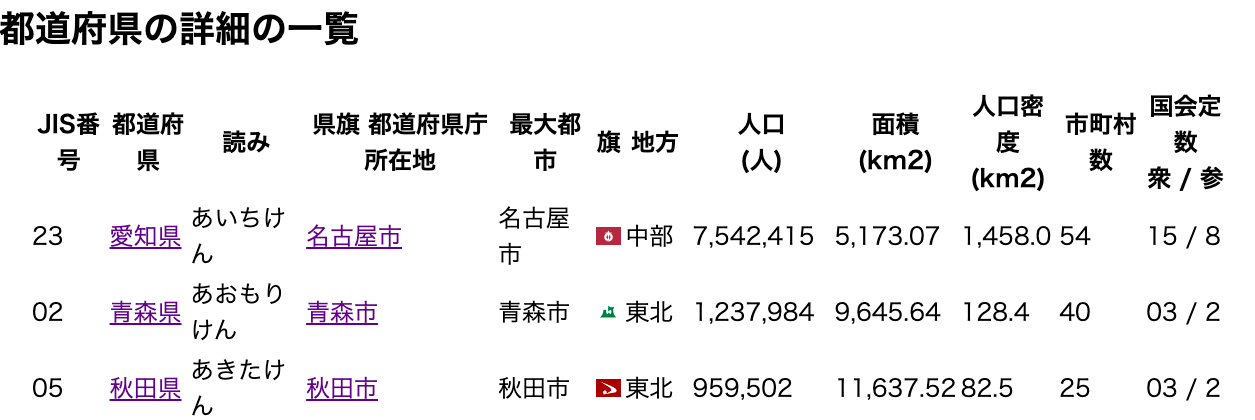 都道府県の詳細の一覧
JIS番号 都道府県 読み 県旗 都道府県庁所在地 最大都市 旗 地方 人口(人) 面積(km2) 人口密度(km2) 市町村数 国会定数 衆 / 参
23 愛知県 あいちけん 名古屋市 名古屋市 中部 7,542,415 5,173.07 1,458.0 54 15 / 8
02 青森県 あおもりけん 青森市 青森市 東北 1,237,984 9,645.64 128.4 40 03 / 2
05 秋田県 あきたけん 秋田市 秋田市 東北 959,502 11,637.52 82.5 25 03 / 2